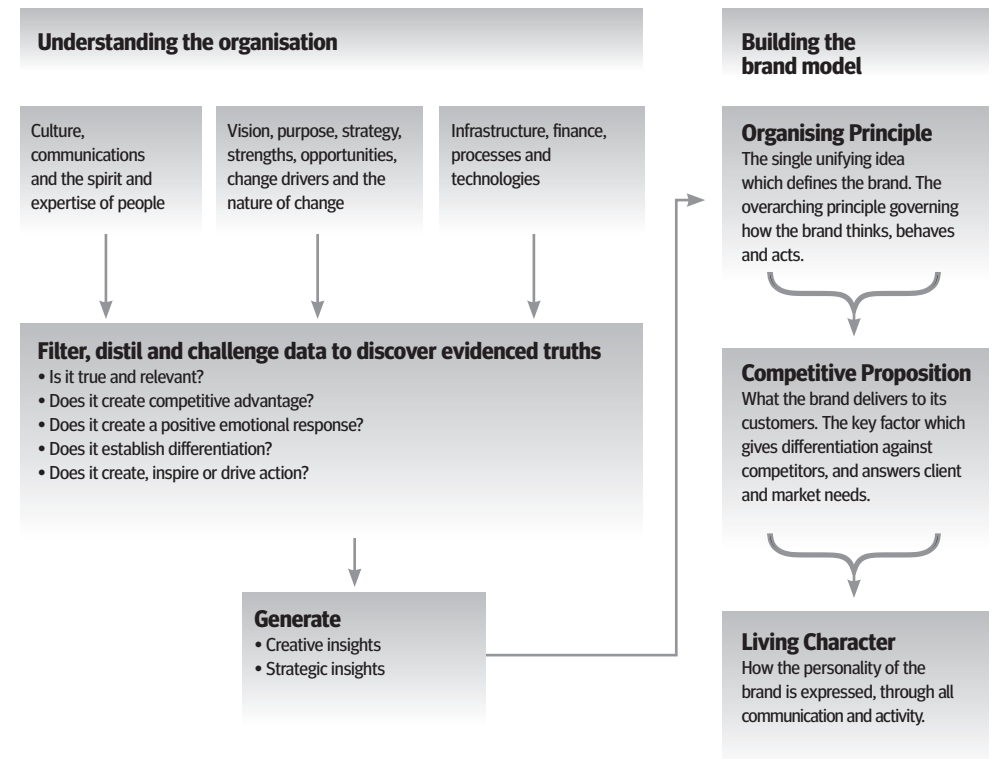 Understanding the organisation
Culture,
communications
and the spirit and
expertise of people
Vision, purpose, strategy,
strengths, opportunities,
change drivers and the
nature of change
Infrastructure, finance,
processes and
technologies
Filter, distil and challenge data to discover evidenced truths
• Is it true and relevant?
• Does it create competitive advantage?
• Does it create a positive emotional response?
• Does it establish differentiation?
• Does it create, inspire or drive action?
Generate
• Creative insights
• Strategic insights
Building the
brand model
Organising Principle
The single unifying idea
which defines the brand. The
overarching principle governing
how the brand thinks, behaves
and acts.
Competitive Proposition
What the brand delivers to its
customers. The key factor which
gives differentiation against
competitors, and answers client
and market needs.
Living Character
How the personality of the
brand is expressed, through all
communication and activity.